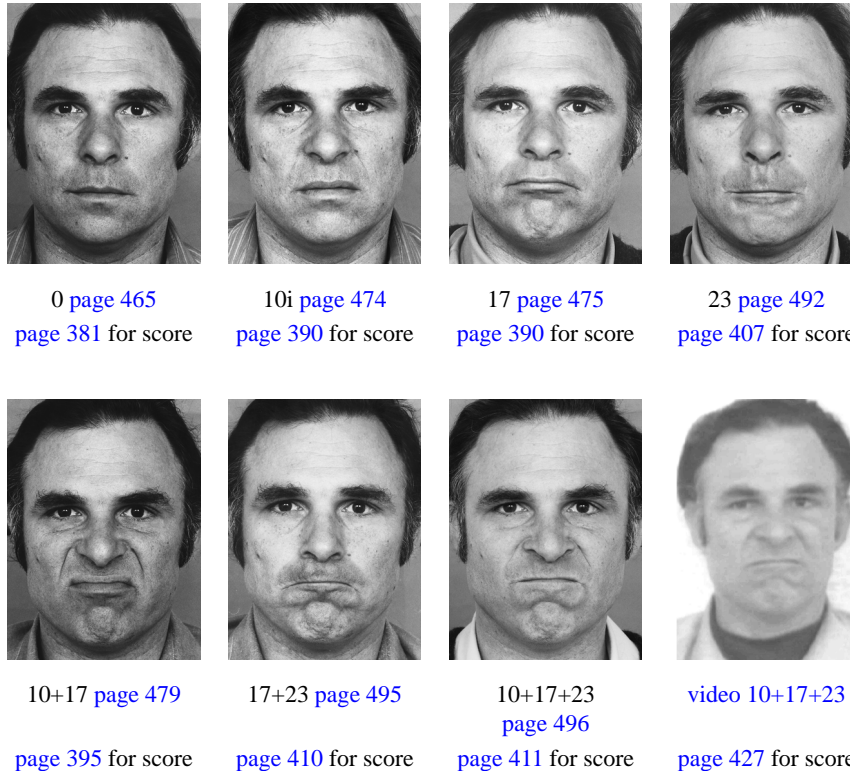 0 page 465
page 381 for score
10i page 474
page 390 for score
17 page 475
page 390 for score
23 page 492
page 407 for score
10+17 page 479
page 395 for score
17+23 page 495
page 410 for score
10+17+23
page 496
page 411 for score
video 10+17+23
page 427 for score